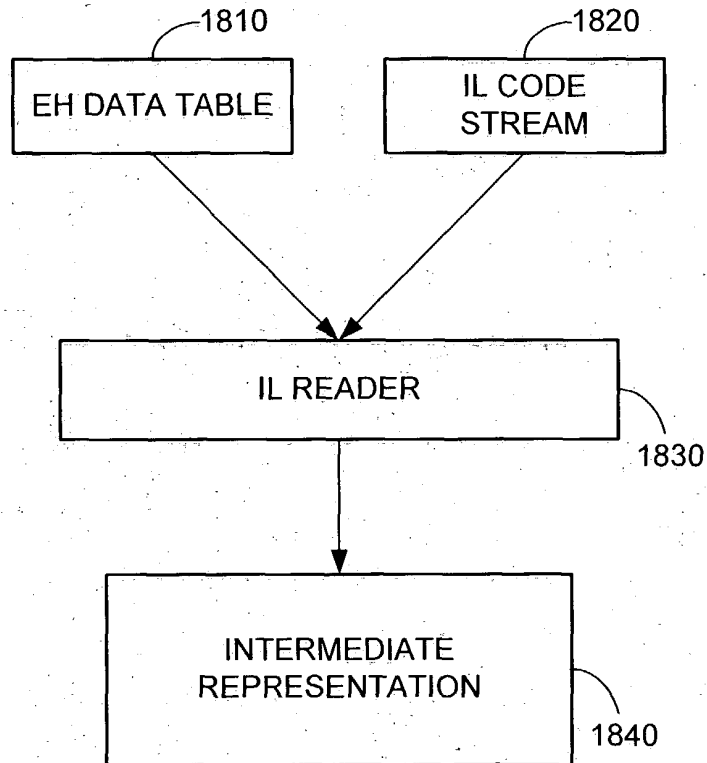 1810
1820
EH DATA TABLE
IL CODE
STREAM
IL READER
1830
INTERMEDIATE
REPRESENTATION
1840